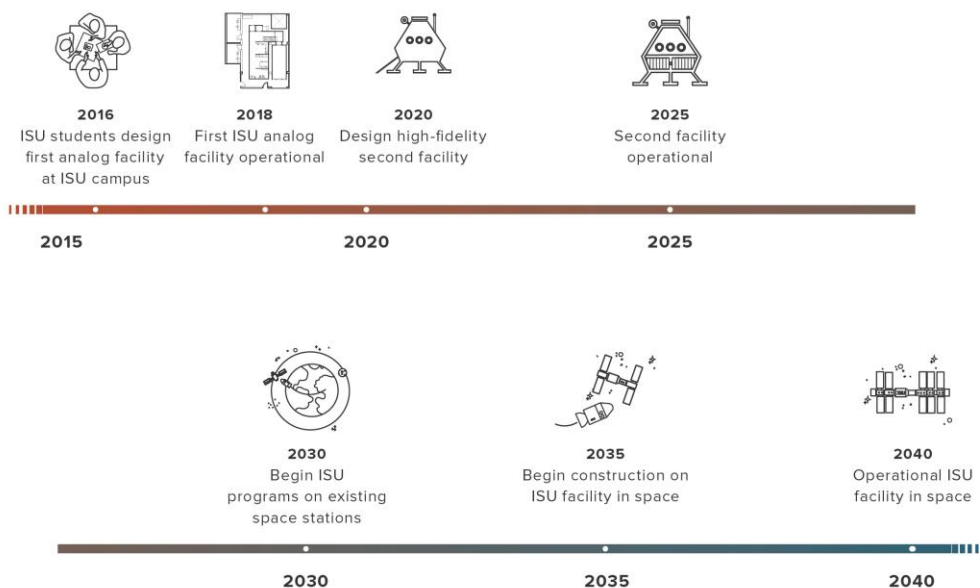 2016
ISU students design
first analog facility
at ISU campus
2018
First ISU analog
facility operational
2020
Design high-fidelity
second facility
2025
Second facility
operational
2015
2020
2025
2030
Begin ISU
programs on existing
space stations
2035
Begin construction on
ISU facility in space
2040
Operational ISU
facility in space
2030
2035
2040